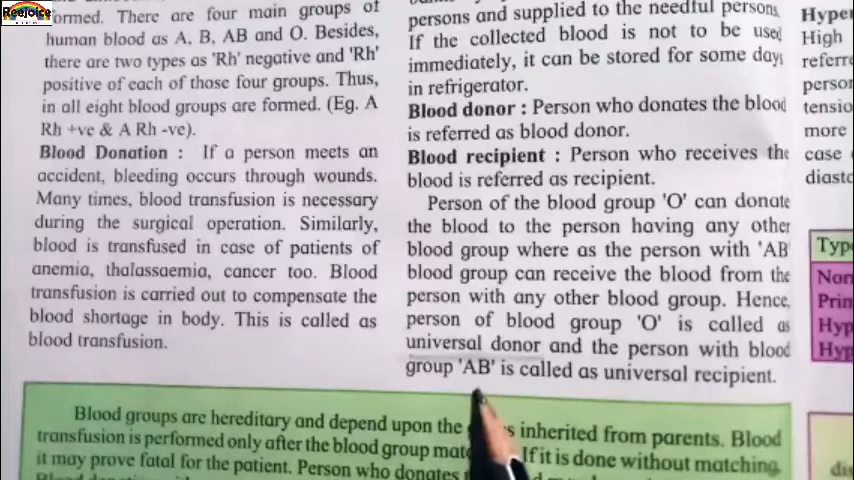 Reejoice
formed. There are four main groups of
human blood as A, B, AB and O. Besides,
there are two types as 'Rh' negative and 'Rh'
positive of each of those four groups. Thus,
in all eight blood groups are formed. (Eg. A
Rh +ve & A Rh -ve).
Blood Donation : If a person meets an
accident, bleeding occurs through wounds.
Many times, blood transfusion is necessary
during the surgical operation. Similarly,
blood is transfused in case of patients of
anemia, thalassaemia, cancer too. Blood
transfusion is carried out to compensate the
blood shortage in body. This is called as
blood transfusion.
persons and supplied to the needful persons.
If the collected blood is not to be used
immediately, it can be stored for some days
in refrigerator.
Blood donor : Person who donates the blood
is referred as blood donor.
Blood recipient : Person who receives the
blood is referred as recipient.
Person of the blood group 'O' can donate
the blood to the person having any other
blood group where as the person with 'AB'
blood group can receive the blood from the
person with any other blood group. Hence,
person of blood group 'O' is called as
universal donor and the person with blood
group 'AB' is called as universal recipient.
Hyper
High
referre
person
tensio
more
case
diasto
Type
Nor
Prin
Hyp
Hyp
Blood groups are hereditary and depend upon the inherited from parents. Blood
transfusion is performed only after the blood group If it is done without matching,
it may prove fatal for the patient. Person who donates
dis